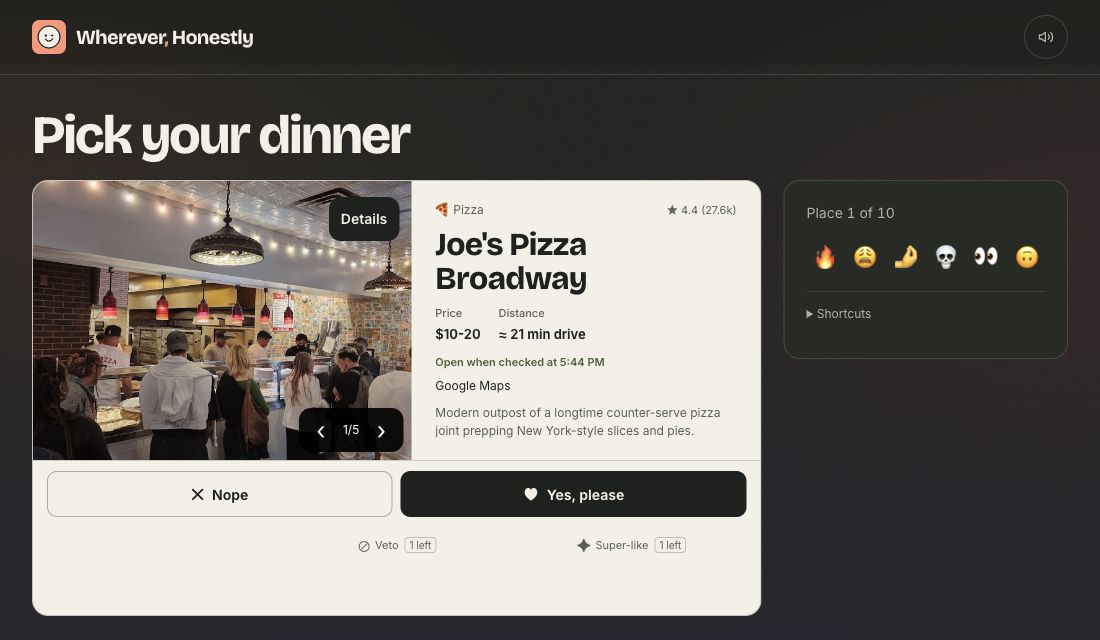 Wherever, Honestly
Pick your dinner
Details
PIZZA
1/5
Pizza
4.4 (27.6k)
Joe's Pizza
Broadway
Price
Distance
$10-20
≈ 21 min drive
Open when checked at 5:44 PM
Google Maps
Modern outpost of a longtime counter-serve pizza
joint prepping New York-style slices and pies.
Nope
Yes, please
Veto 1 left
Super-like 1 left
Place 1 of 10
Shortcuts